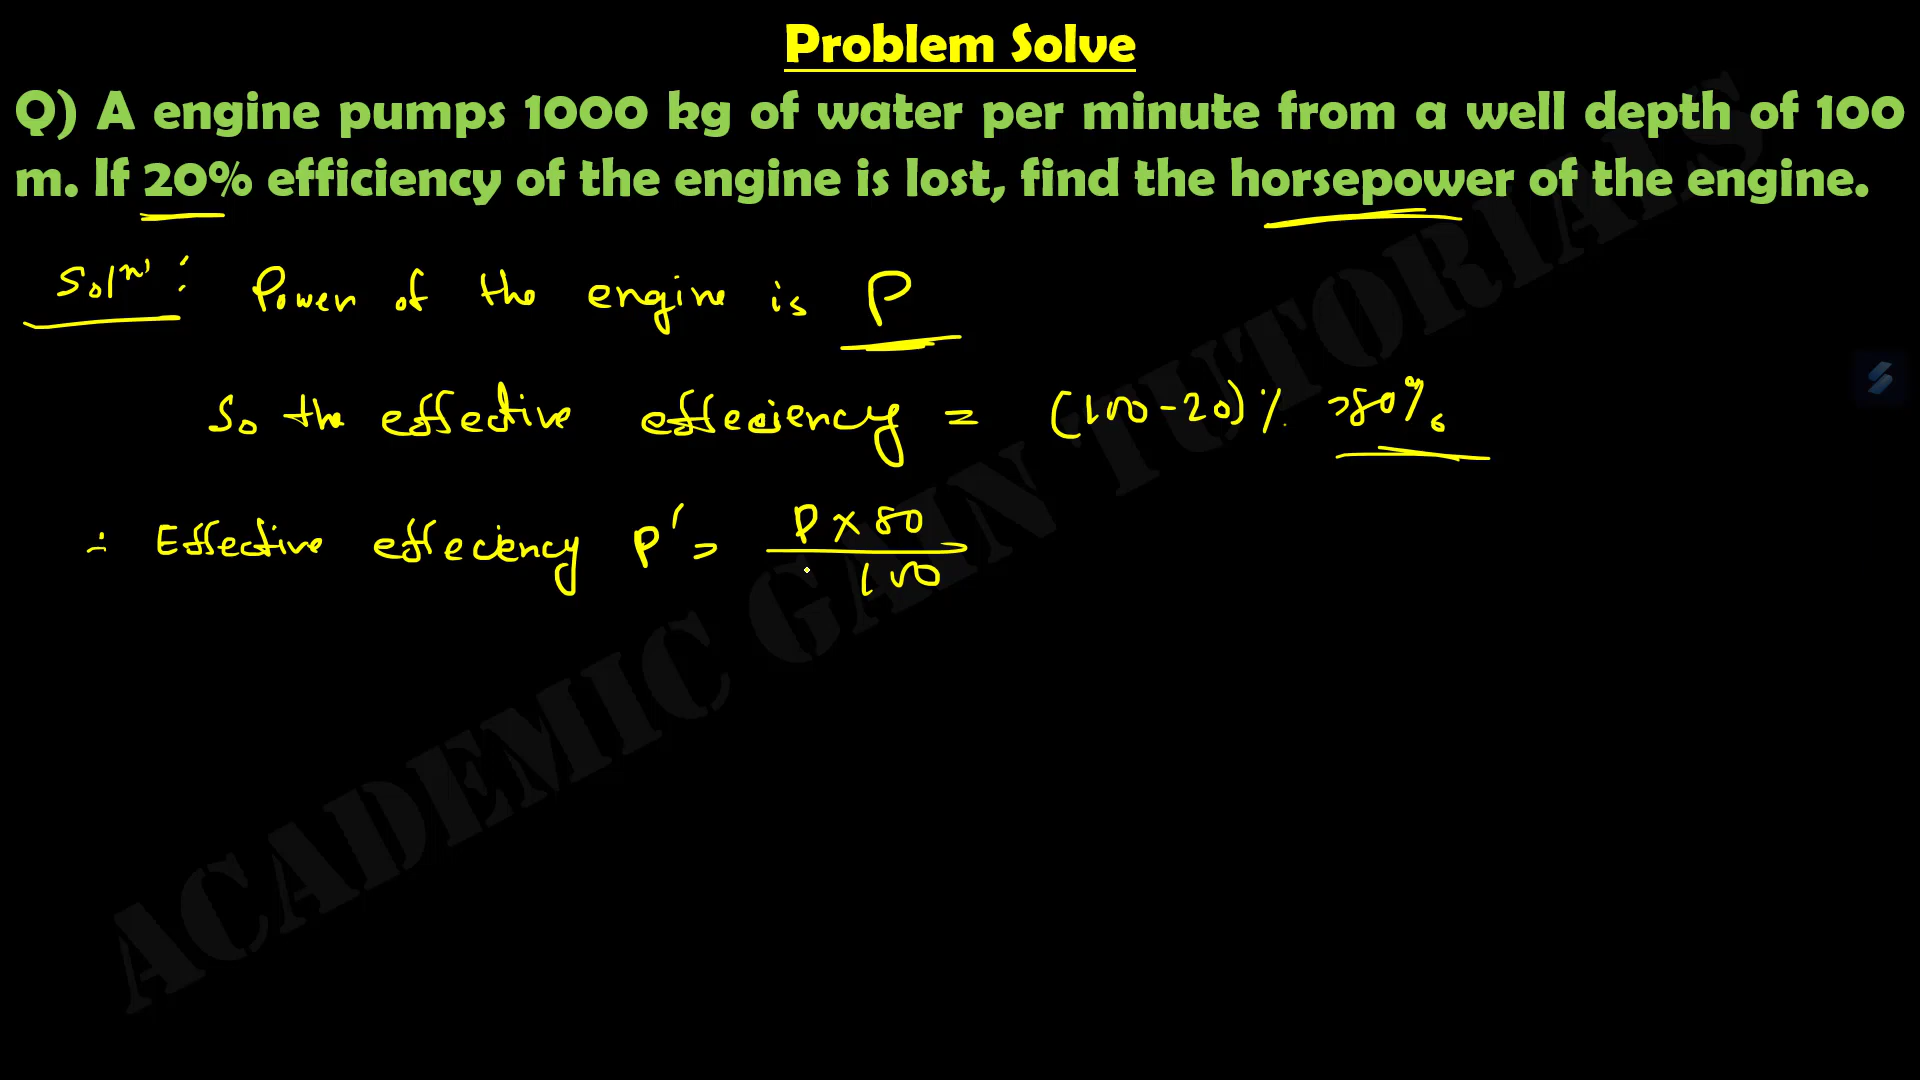 Problem Solve
Q) A engine pumps 1000 kg of water per minute from a well depth of 100
m. If 20% efficiency of the engine is lost, find the horsepower of the engine.
Solⁿ: Power of the engine is P
So the effective effeciency = (100-20)% = 80%
∴ Effective effeciency P' = P × 80 / 100
ACADEMIC GAIN TUTORIALS